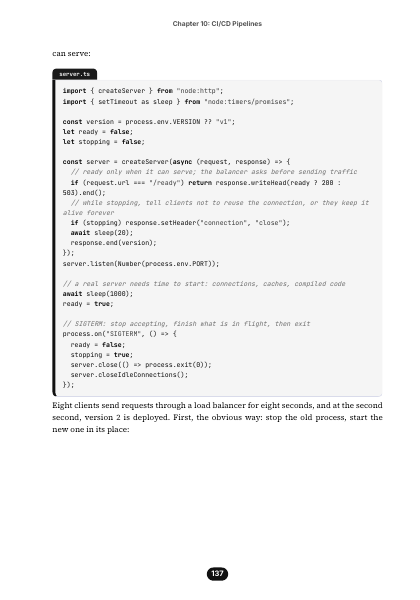 Chapter 10: CI/CD Pipelines
can serve:
server.ts
import { createServer } from "node:http";
import { setTimeout as sleep } from "node:timers/promises";
const version = process.env.VERSION ?? "v1";
let ready = false;
let stopping = false;
const server = createServer(async (request, response) => {
// ready only when it can serve; the balancer asks before sending traffic
if (request.url === "/ready") return response.writeHead(ready ? 200 :
503).end();
// while stopping, tell clients not to reuse the connection, or they keep it
alive forever
if (stopping) response.setHeader("connection", "close");
await sleep(20);
response.end(version);
});
server.listen(Number(process.env.PORT));
// a real server needs time to start: connections, caches, compiled code
await sleep(1000);
ready = true;
// SIGTERM: stop accepting, finish what is in flight, then exit
process.on("SIGTERM", () => {
ready = false;
stopping = true;
server.close(() => process.exit(0));
server.closeIdleConnections();
});
Eight clients send requests through a load balancer for eight seconds, and at the second
second, version 2 is deployed. First, the obvious way: stop the old process, start the
new one in its place:
137